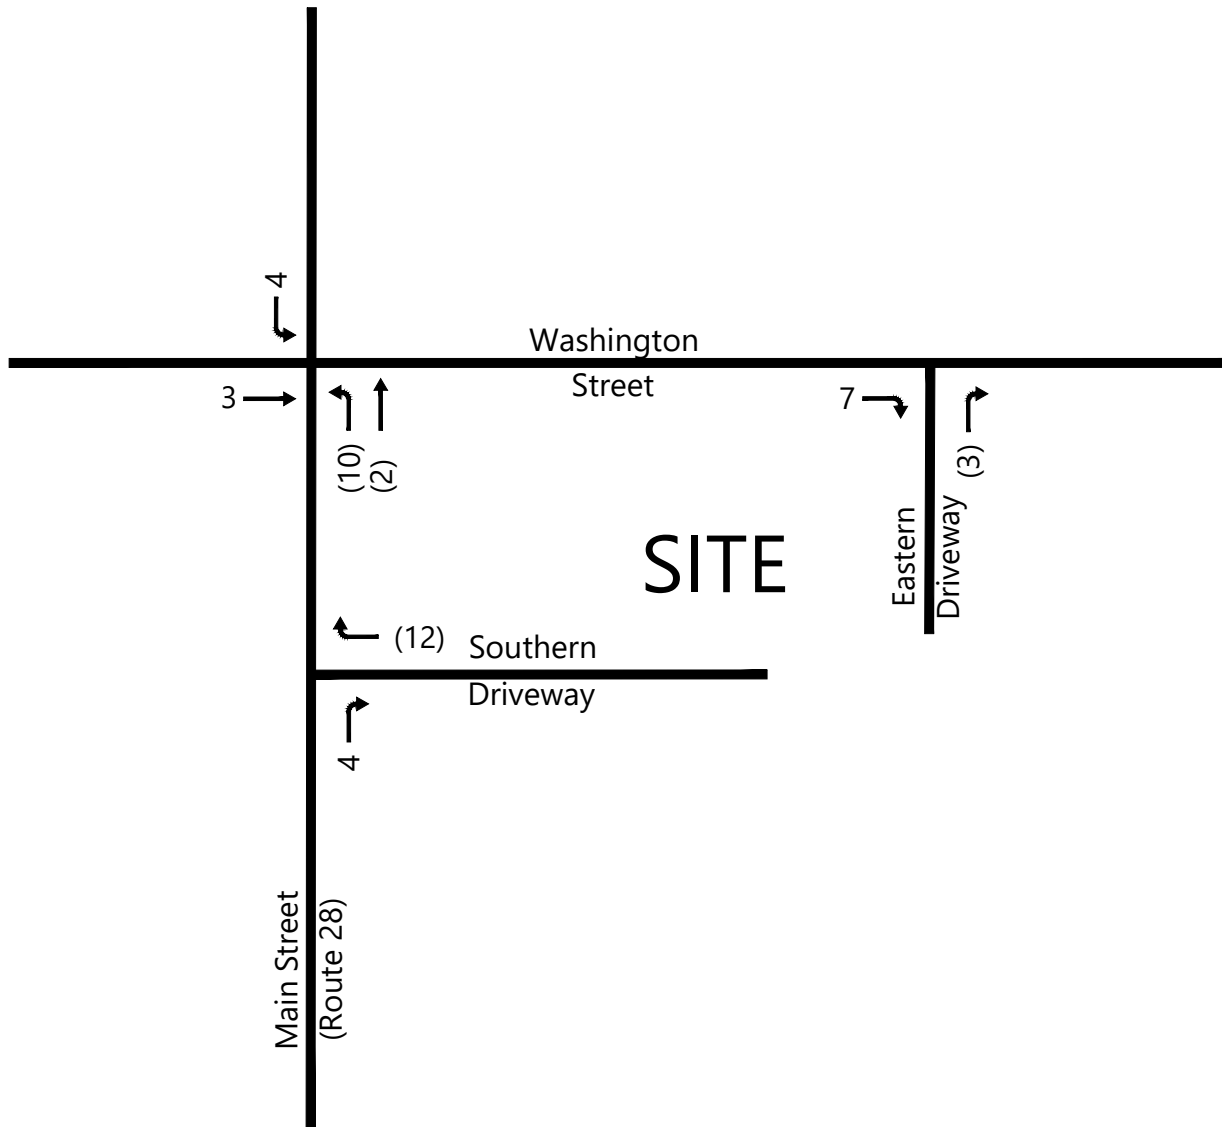 4
Washington
Street
3
(10)
(2)
7
(3)
SITE
Eastern
Driveway
(12)
Southern
Driveway
4
Main Street
(Route 28)